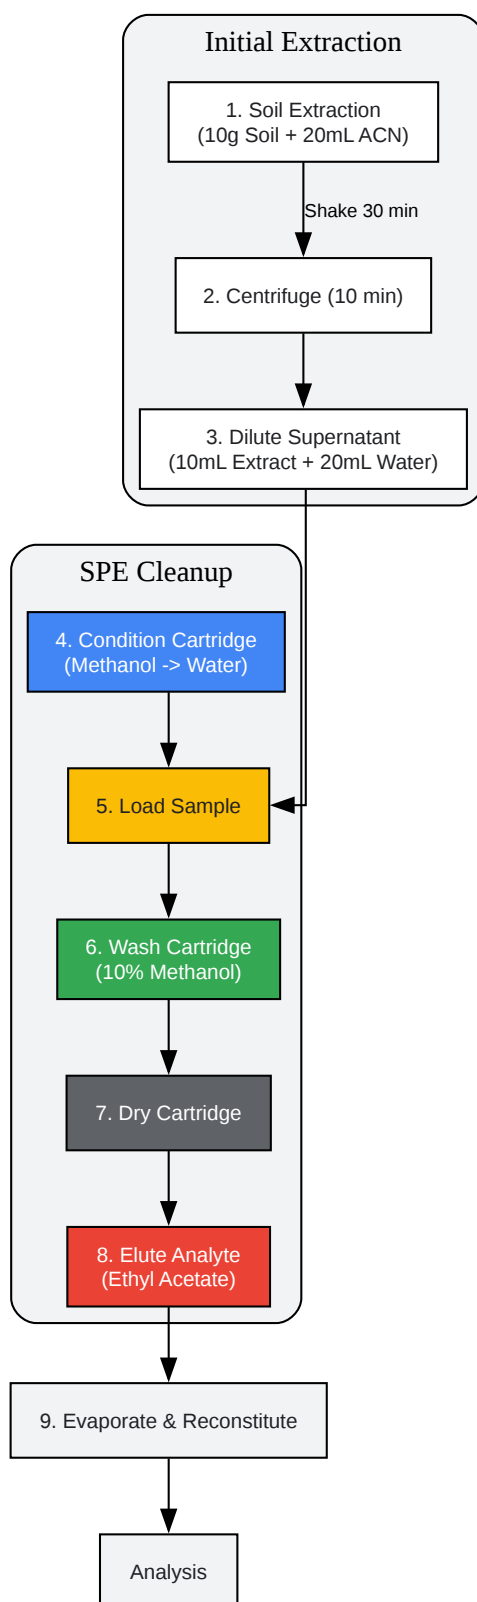 Initial Extraction
1. Soil Extraction
(10g Soil + 20mL ACN)
Shake 30 min
2. Centrifuge (10 min)
3. Dilute Supernatant
(10mL Extract + 20mL Water)
SPE Cleanup
4. Condition Cartridge
(Methanol -> Water)
5. Load Sample
6. Wash Cartridge
(10% Methanol)
7. Dry Cartridge
8. Elute Analyte
(Ethyl Acetate)
9. Evaporate & Reconstitute
Analysis